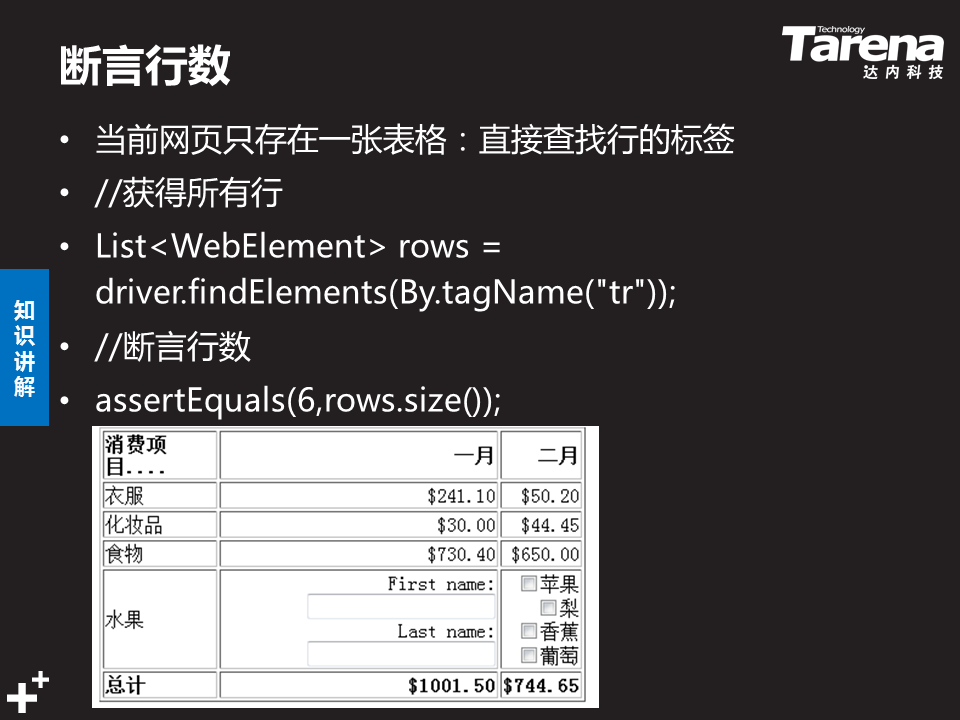 断言行数
Technology
Tarena
达内科技
• 当前网页只存在一张表格：直接查找行的标签
• //获得所有行
• List<WebElement> rows =
driver.findElements(By.tagName("tr"));
• //断言行数
• assertEquals(6,rows.size());
知
识
讲
解
消费项
目.... 一月 二月
衣服 $241.10 $50.20
化妆品 $30.00 $44.45
食物 $730.40 $650.00
水果
First name:
Last name:
苹果
梨
香蕉
葡萄
总计 $1001.50 $744.65